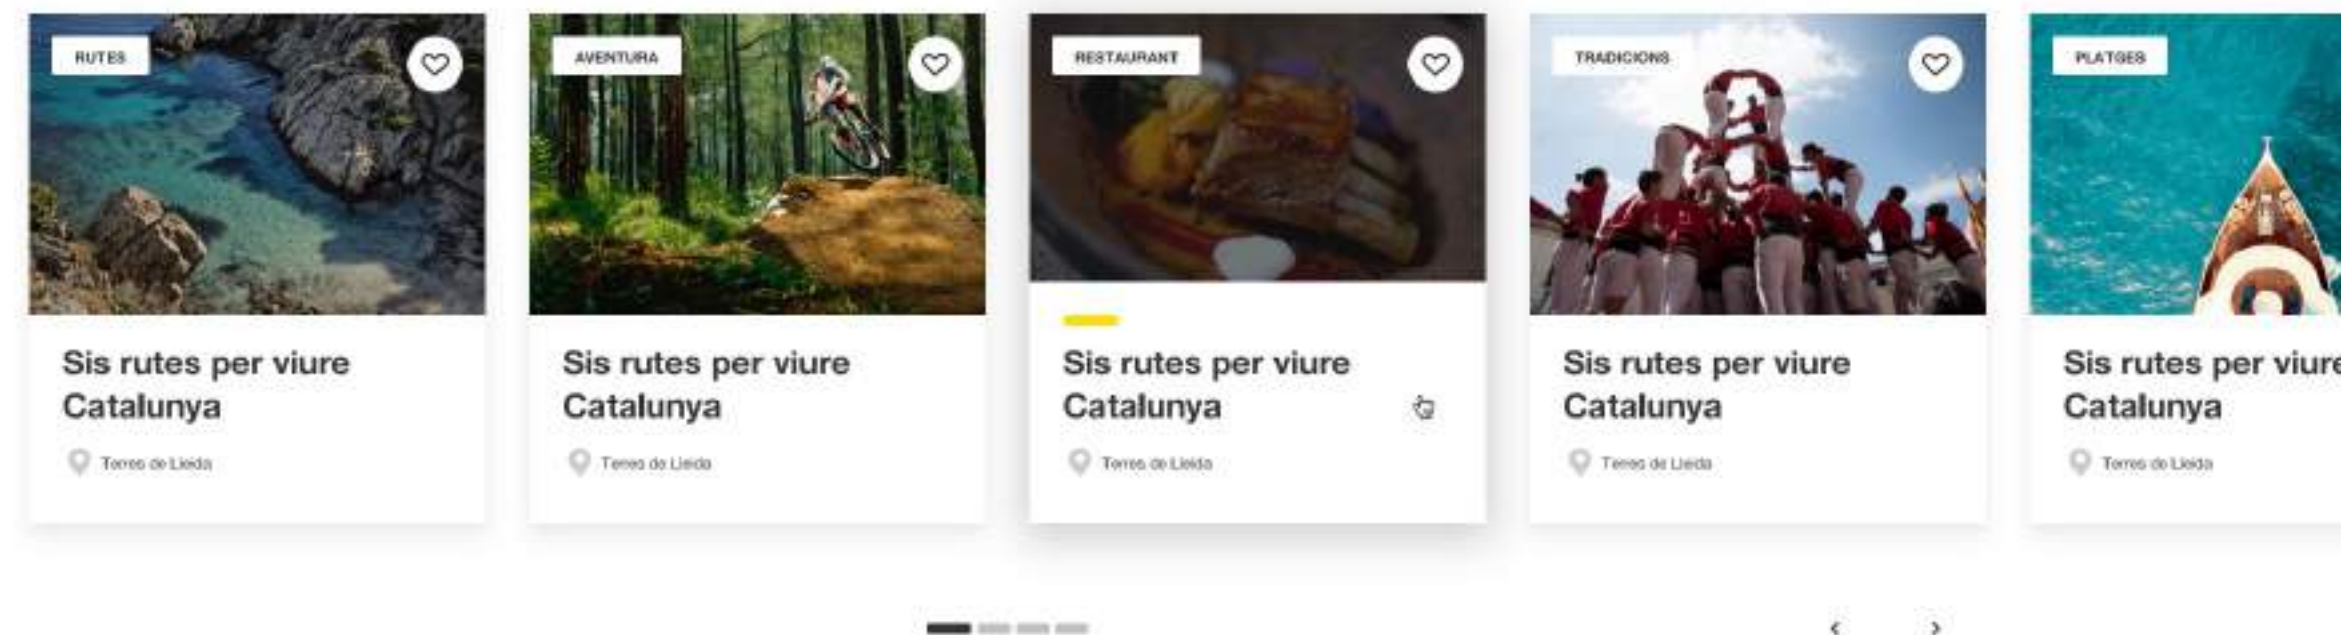 RUTES
AVENTURA
RESTAURANT
TRADICIONS
PLATGES
Sis rutes per viure
Catalunya
Terres de Lleida
Sis rutes per viure
Catalunya
Terres de Lleida
Sis rutes per viure
Catalunya
Terres de Lleida
Sis rutes per viure
Catalunya
Terres de Lleida
Sis rutes per viure
Catalunya
Terres de Lleida